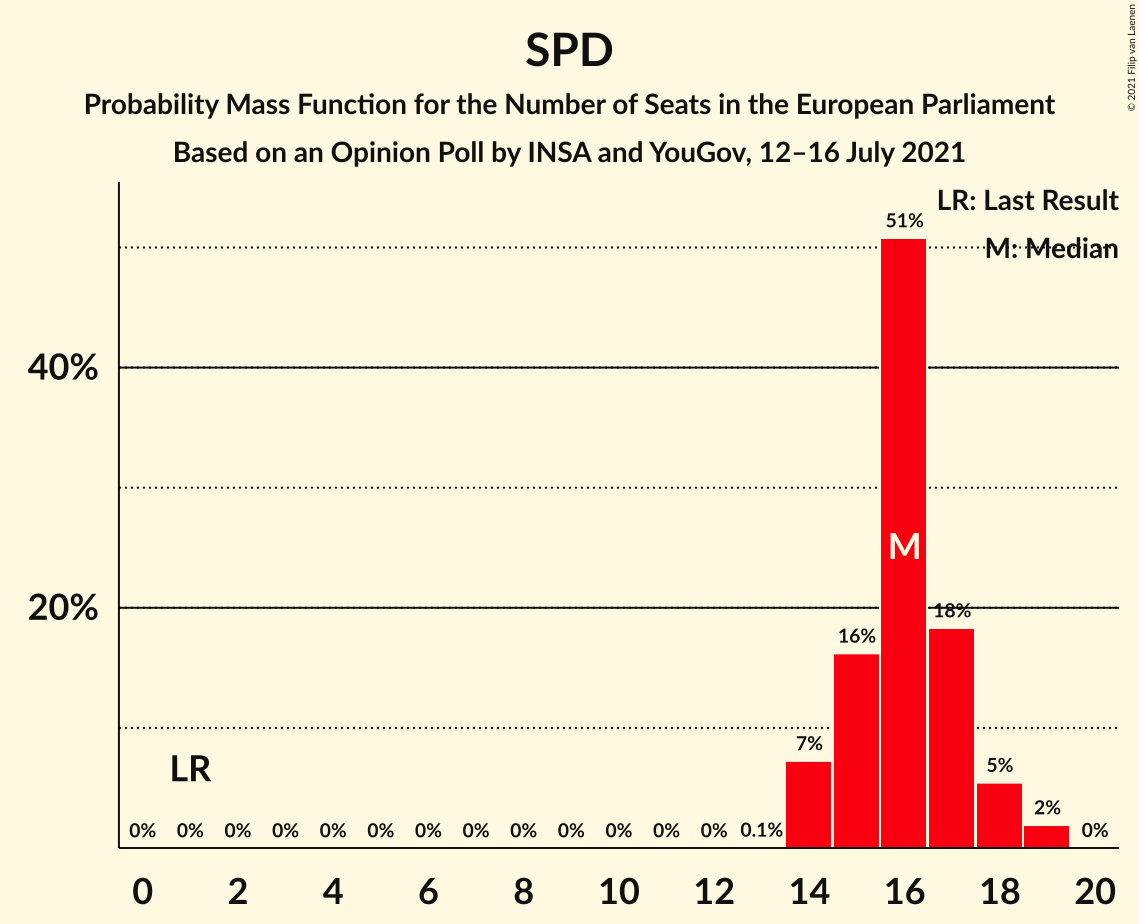 SPD
Probability Mass Function for the Number of Seats in the European Parliament
Based on an Opinion Poll by INSA and YouGov, 12–16 July 2021
© 2021 Filip van Laenen
LR: Last Result
M: Median
51%
40%
M
20%
18%
16%
7%
LR
5%
2%
0% 0% 0% 0% 0% 0% 0% 0% 0% 0% 0% 0% 0% 0.1% 0%
0 2 4 6 8 10 12 14 16 18 20